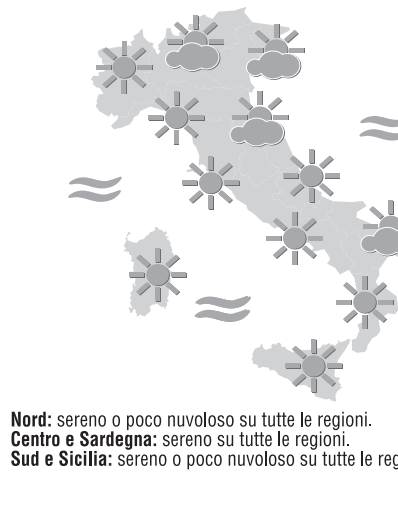 Nord: sereno o poco nuvoloso su tutte le regioni.
Centro e Sardegna: sereno su tutte le regioni.
Sud e Sicilia: sereno o poco nuvoloso su tutte le reg